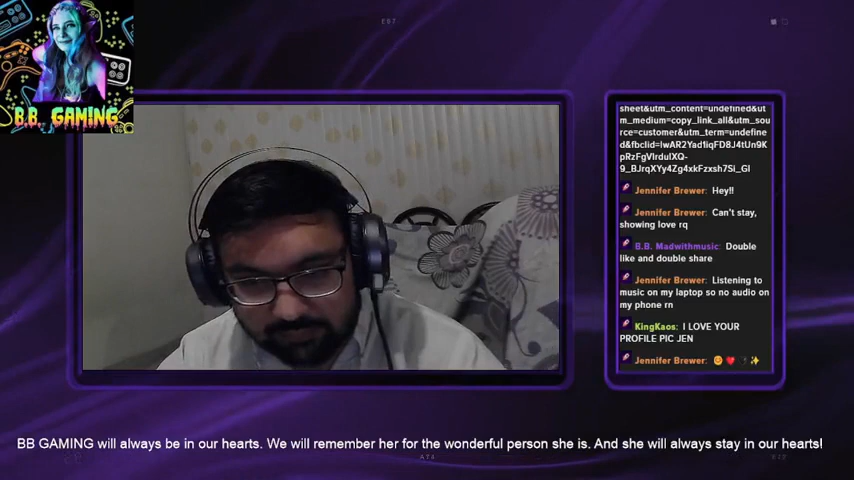 E97
B.B. GAMING
sheet&utm_content=undefined&ut
m_medium=copy_link_all&utm_sou
rce=customer&utm_term=undefine
Jennifer Brewer: Hey!!
Jennifer Brewer: Can't stay,
showing love rq
B.B. Madwithmusic: Double
like and double share
Jennifer Brewer: Listening to
music on my laptop so no audio on
my phone rn
KingKaos: I LOVE YOUR
PROFILE PIC JEN
Jennifer Brewer: 😊❤️✨
BB GAMING will always be in our hearts. We will remember her for the wonderful person she is. And she will always stay in our hearts!
A74